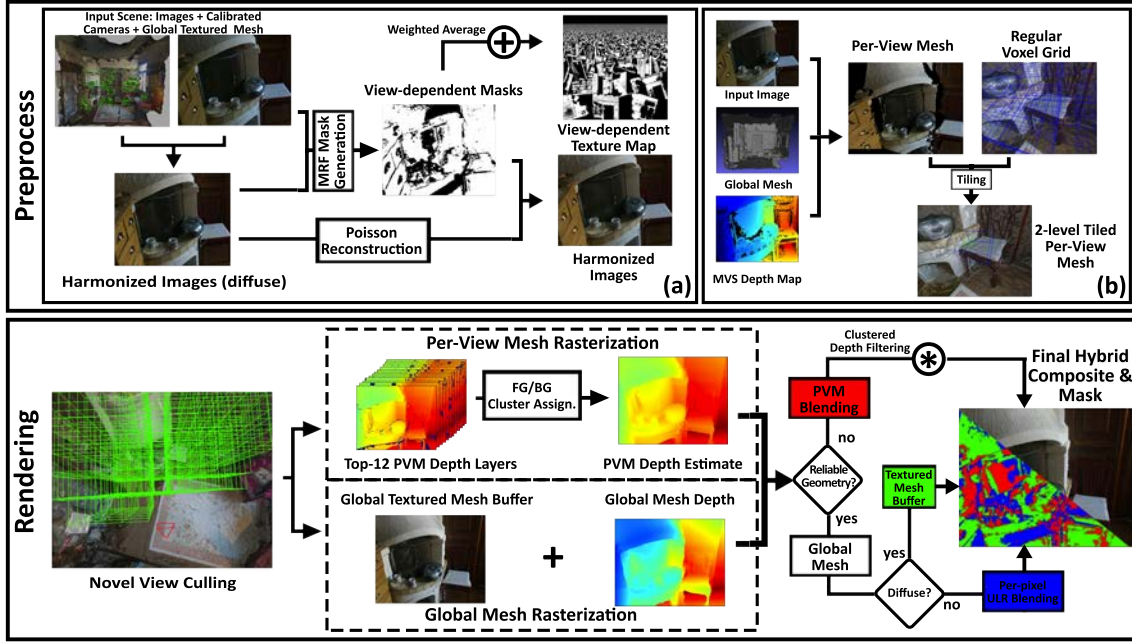 Preprocess
Input Scene: Images + Calibrated
Cameras + Global Textured Mesh
Weighted Average
View-dependent Masks
MRF Mask
Generation
View-dependent
Texture Map
Poisson
Reconstruction
Harmonized Images (diffuse)
Harmonized
Images
(a)
Input Image
Global Mesh
MVS Depth Map
Per-View Mesh
Regular
Voxel Grid
Tiling
2-level Tiled
Per-View
Mesh
(b)
Rendering
Novel View Culling
Per-View Mesh Rasterization
FG/BG
Cluster Assign.
Top-12 PVM Depth Layers
PVM Depth Estimate
Global Textured Mesh Buffer
Global Mesh Depth
Global Mesh Rasterization
Clustered
Depth Filtering
PVM
Blending
no
Reliable
Geometry?
yes
Global
Mesh
Diffuse?
yes
no
Textured
Mesh
Buffer
Per-pixel
ULR Blending
Final Hybrid
Composite &
Mask